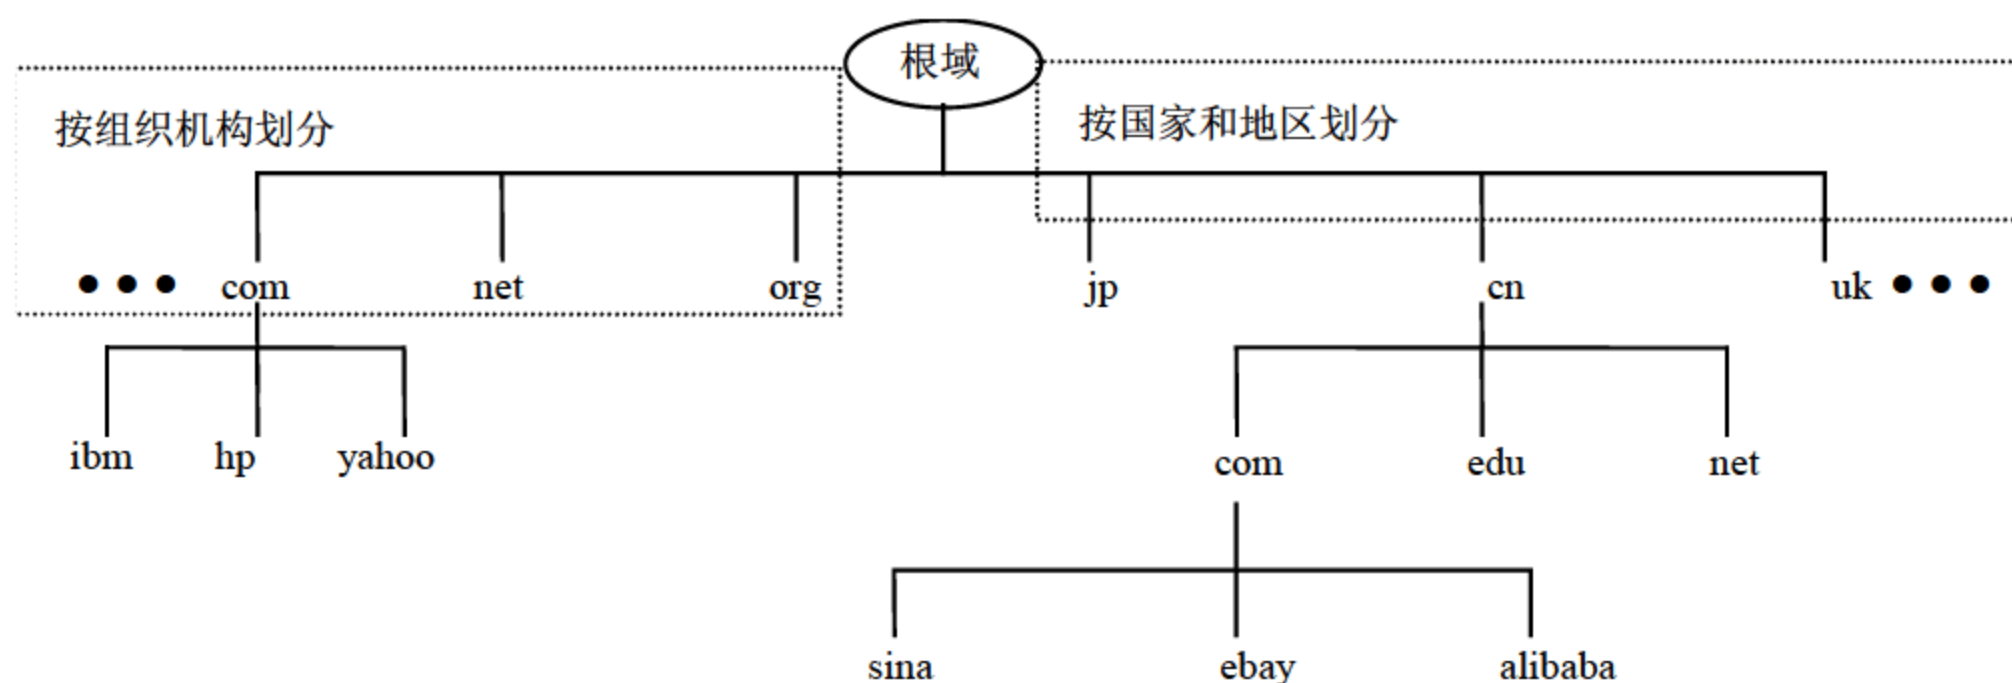 根域
按组织机构划分
按国家和地区划分
••• com net org jp cn uk •••
ibm hp yahoo com edu net
sina ebay alibaba